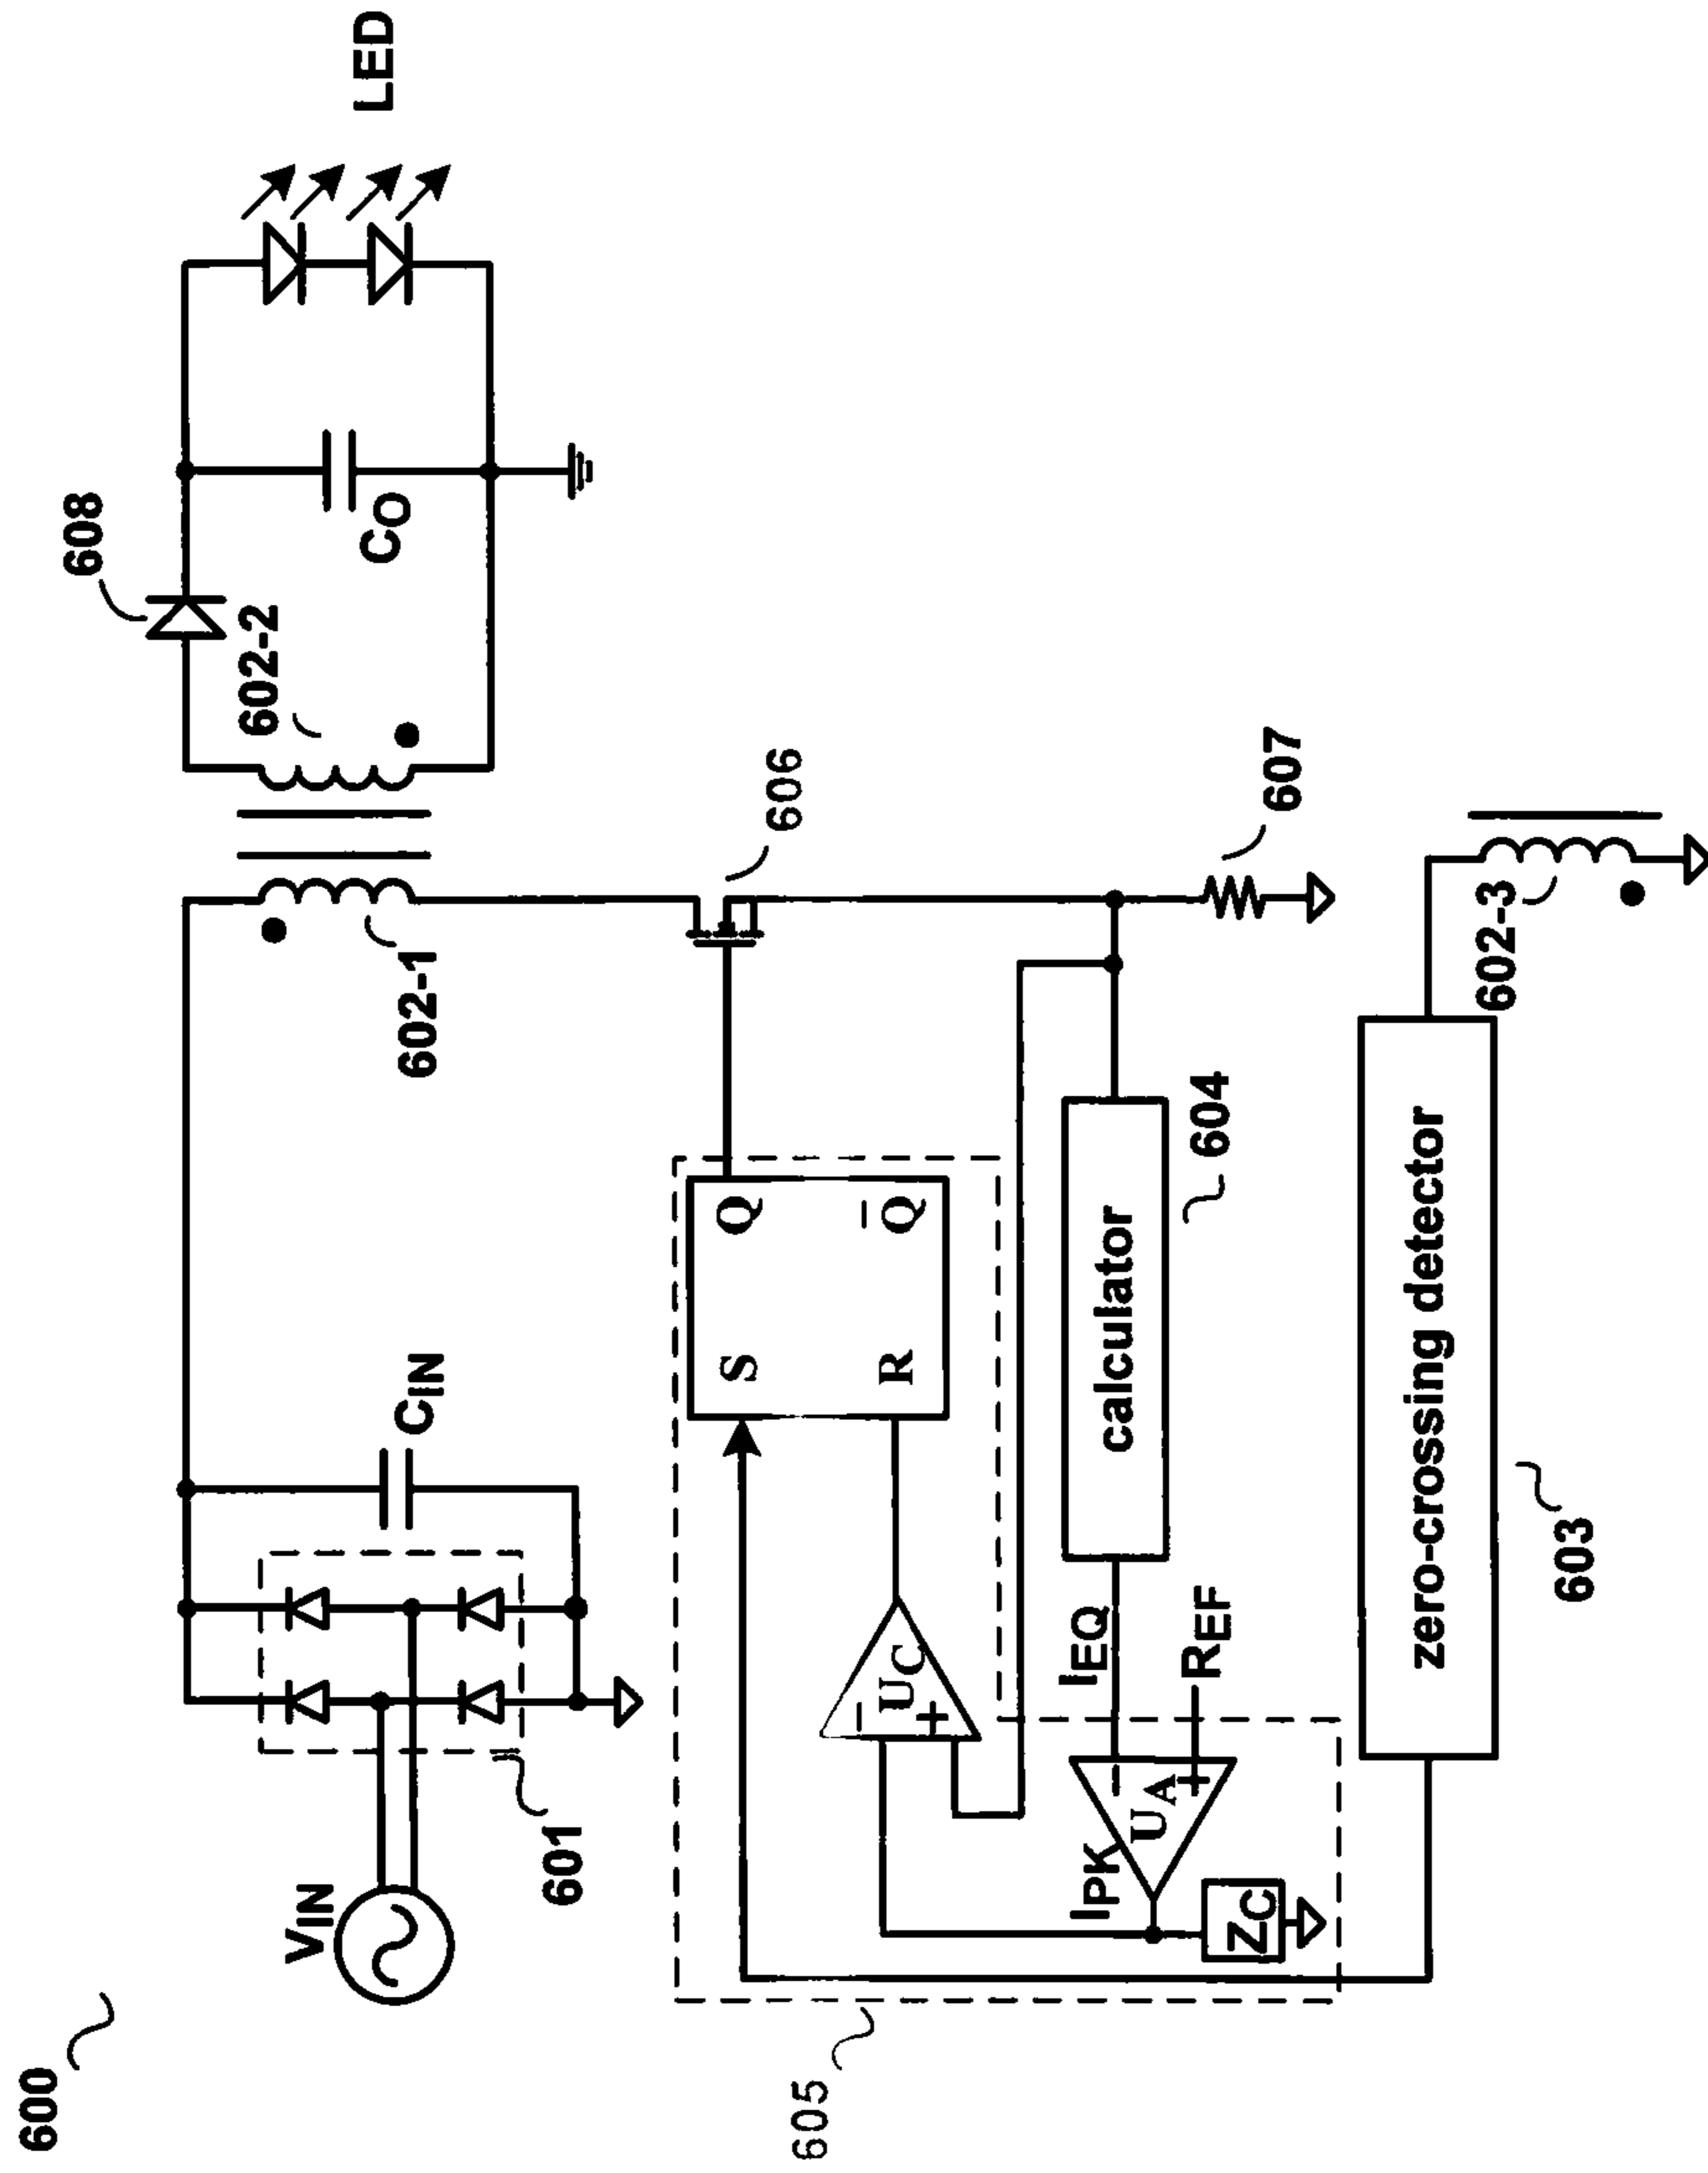 600
VIN
601
CIN
602-1
602-2
608
CO
LED
606
607
605
S
Q
R
Q̅
−
UC
+
IPK
−
UA
+
ZC
IEQ
REF
calculator
604
zero-crossing detector
603
602-3